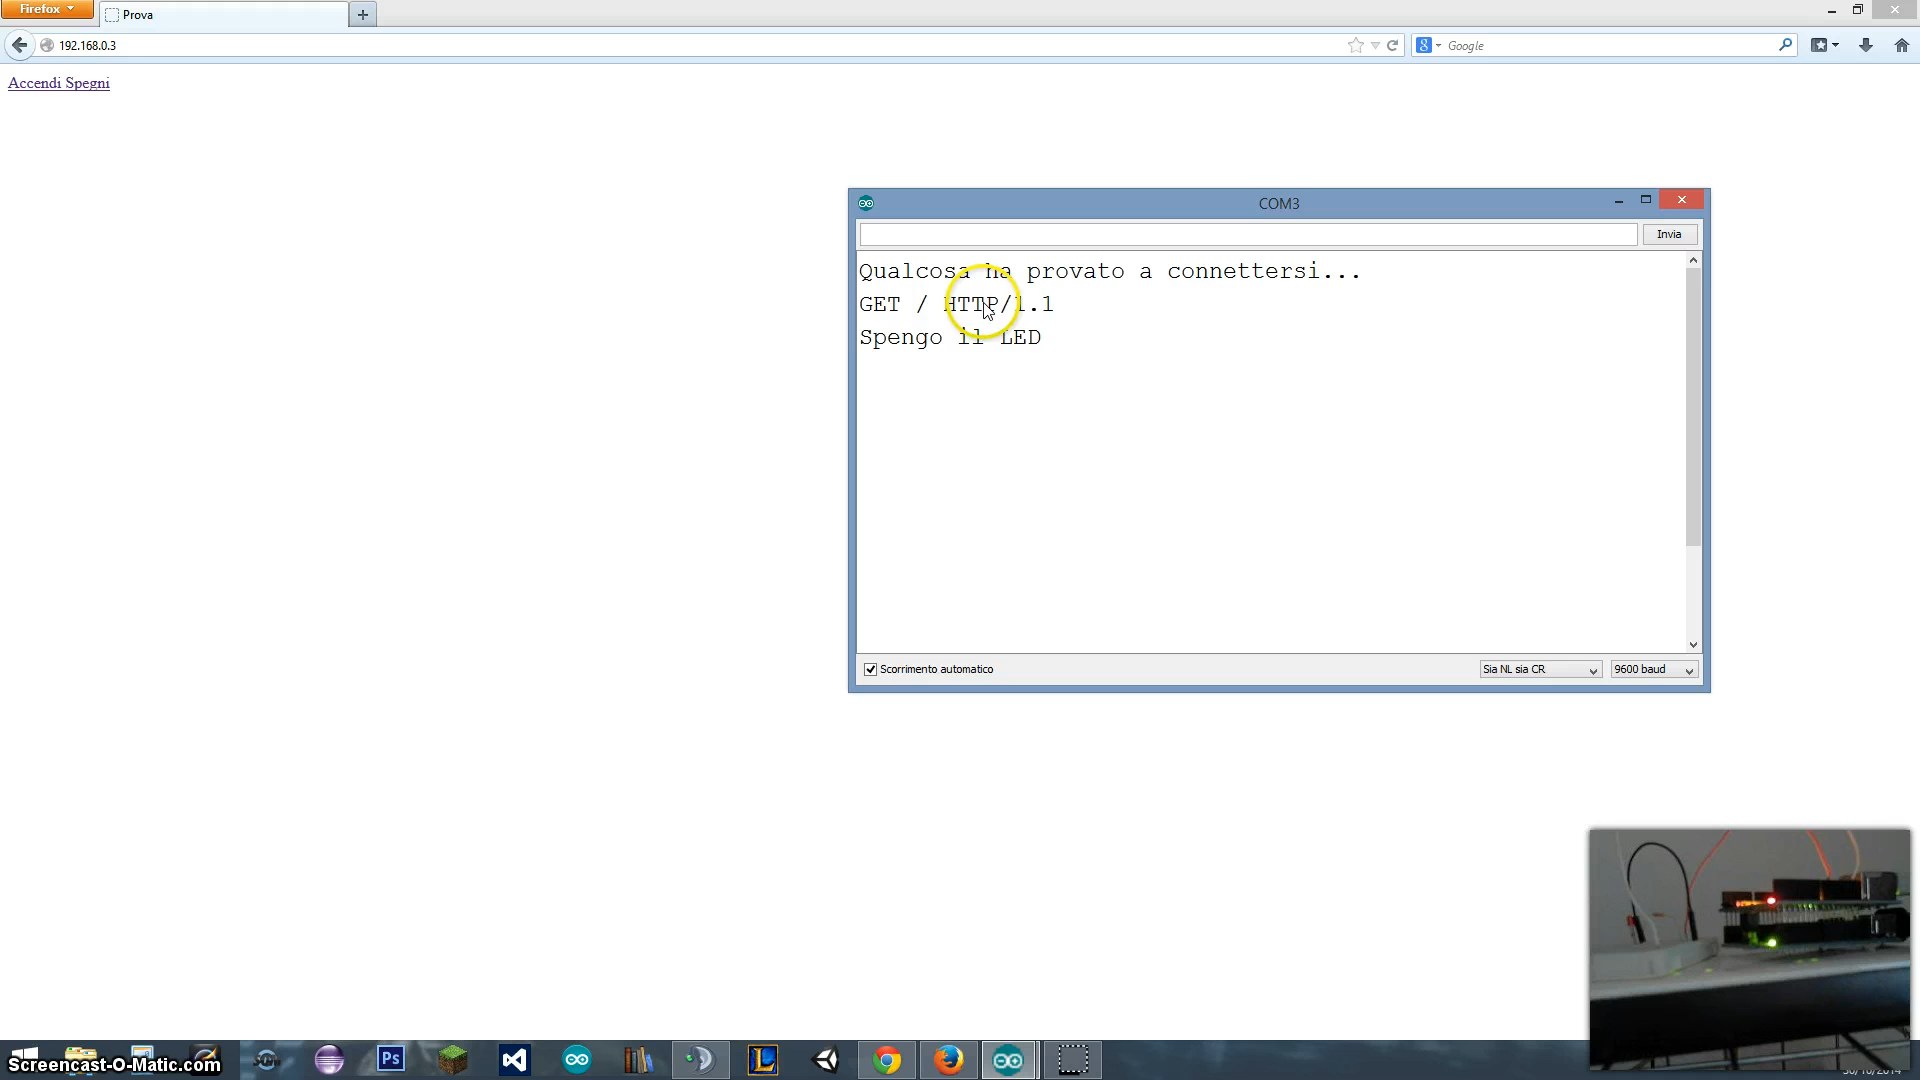 Firefox
Prova
192.168.0.3
Google
Accendi Spegni
COM3
Invia
Qualcosa ha provato a connettersi...
GET / HTTP/1.1
Spengo il LED
Scorrimento automatico
Sia NL sia CR
9600 baud
Screencast-O-Matic.com